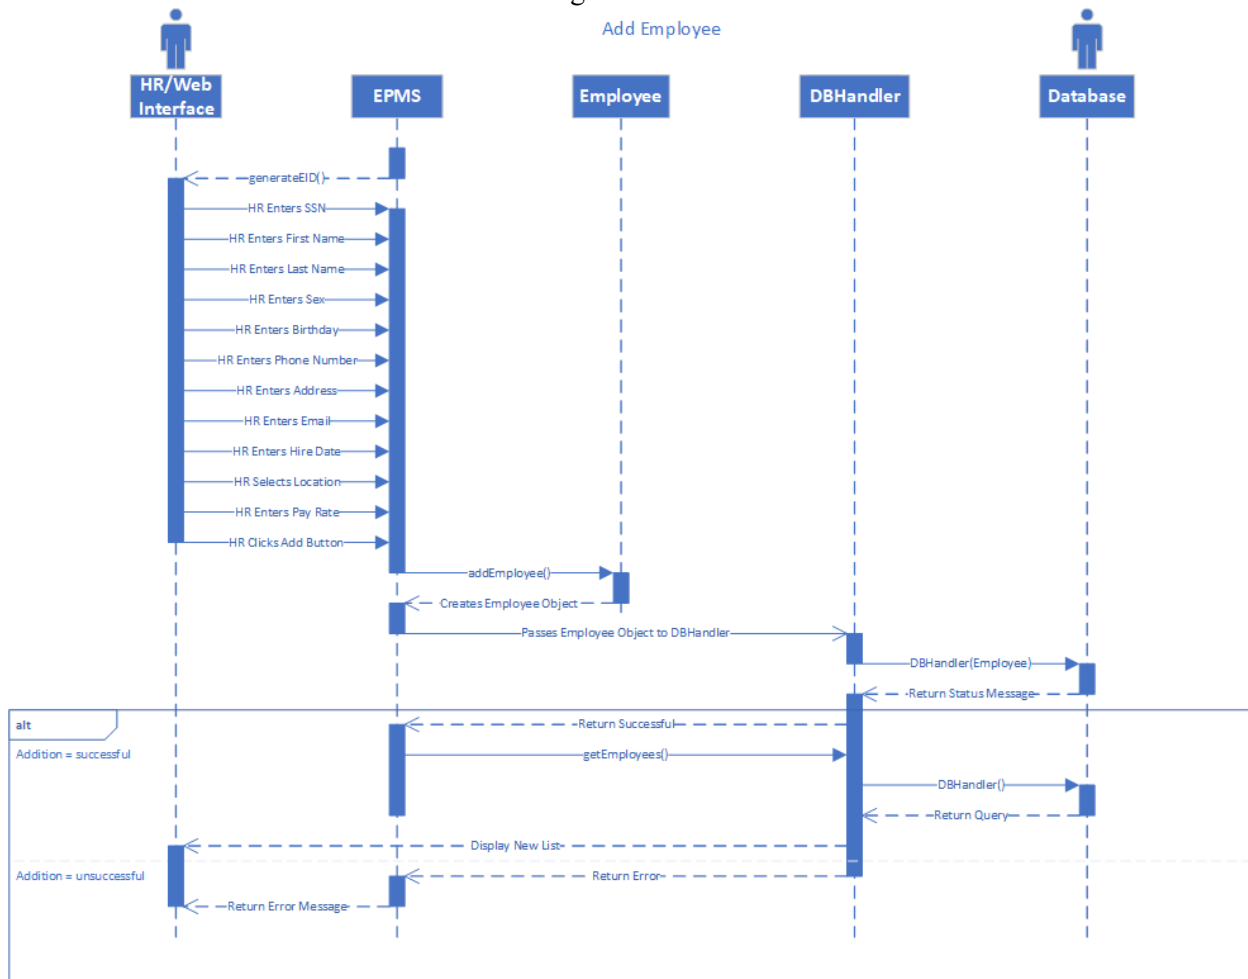 Add Employee
HR/Web
Interface
EPMS
Employee
DBHandler
Database
generateEID()
HR Enters SSN
HR Enters First Name
HR Enters Last Name
HR Enters Sex
HR Enters Birthday
HR Enters Phone Number
HR Enters Address
HR Enters Email
HR Enters Hire Date
HR Selects Location
HR Enters Pay Rate
HR Clicks Add Button
addEmployee()
Creates Employee Object
Passes Employee Object to DBHandler
DBHandler(Employee)
Return Status Message
alt
Return Successful
Addition = successful
getEmployees()
DBHandler()
Return Query
Display New List
Addition = unsuccessful
Return Error
Return Error Message